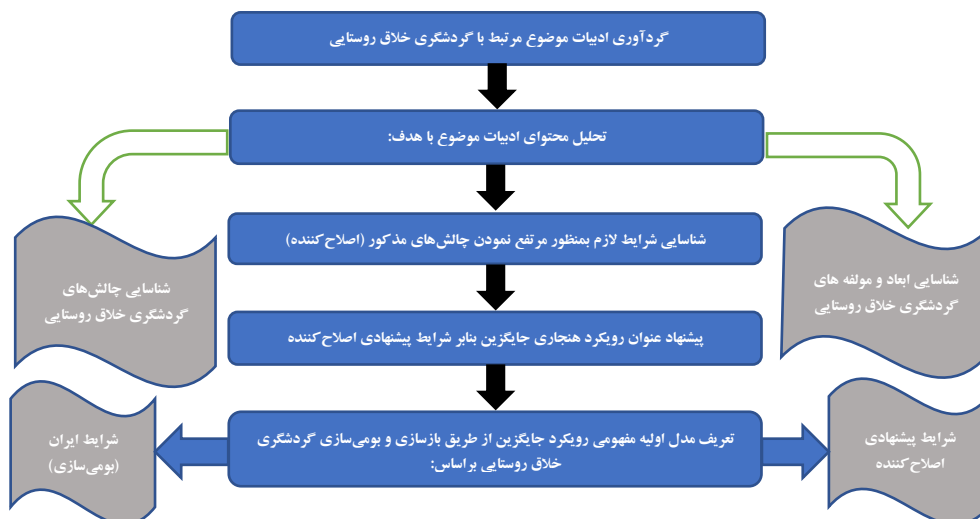 گردآوری ادبیات موضوع مرتبط با گردشگری خلاق روستایی
تحلیل محتوای ادبیات موضوع با هدف:
شناسایی ابعاد و مولفه های
گردشگری خلاق روستایی
شناسایی چالش‌های
گردشگری خلاق روستایی
شناسایی شرایط لازم بمنظور مرتفع نمودن چالش‌های مذکور (اصلاح‌کننده)
پیشنهاد عنوان رویکرد هنجاری جایگزین بنابر شرایط پیشنهادی اصلاح‌کننده
تعریف مدل اولیه مفهومی رویکرد جایگزین از طریق بازسازی و بومی‌سازی گردشگری
خلاق روستایی براساس:
شرایط پیشنهادی
اصلاح‌کننده
شرایط ایران
(بومی‌سازی)